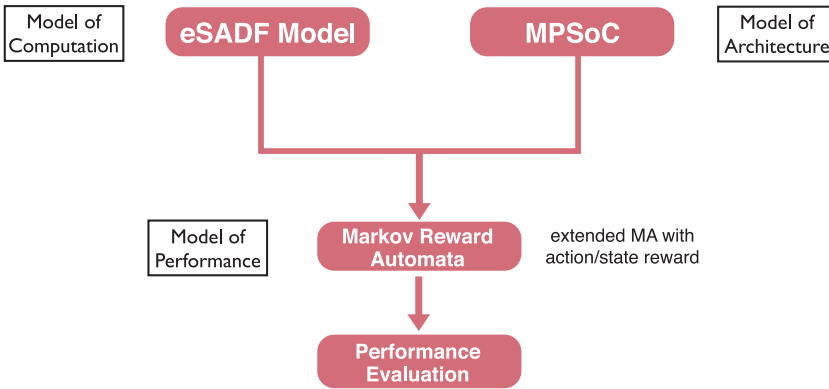 Model of
Computation
eSADF Model
MPSoC
Model of
Architecture
Model of
Performance
Markov Reward
Automata
extended MA with
action/state reward
Performance
Evaluation